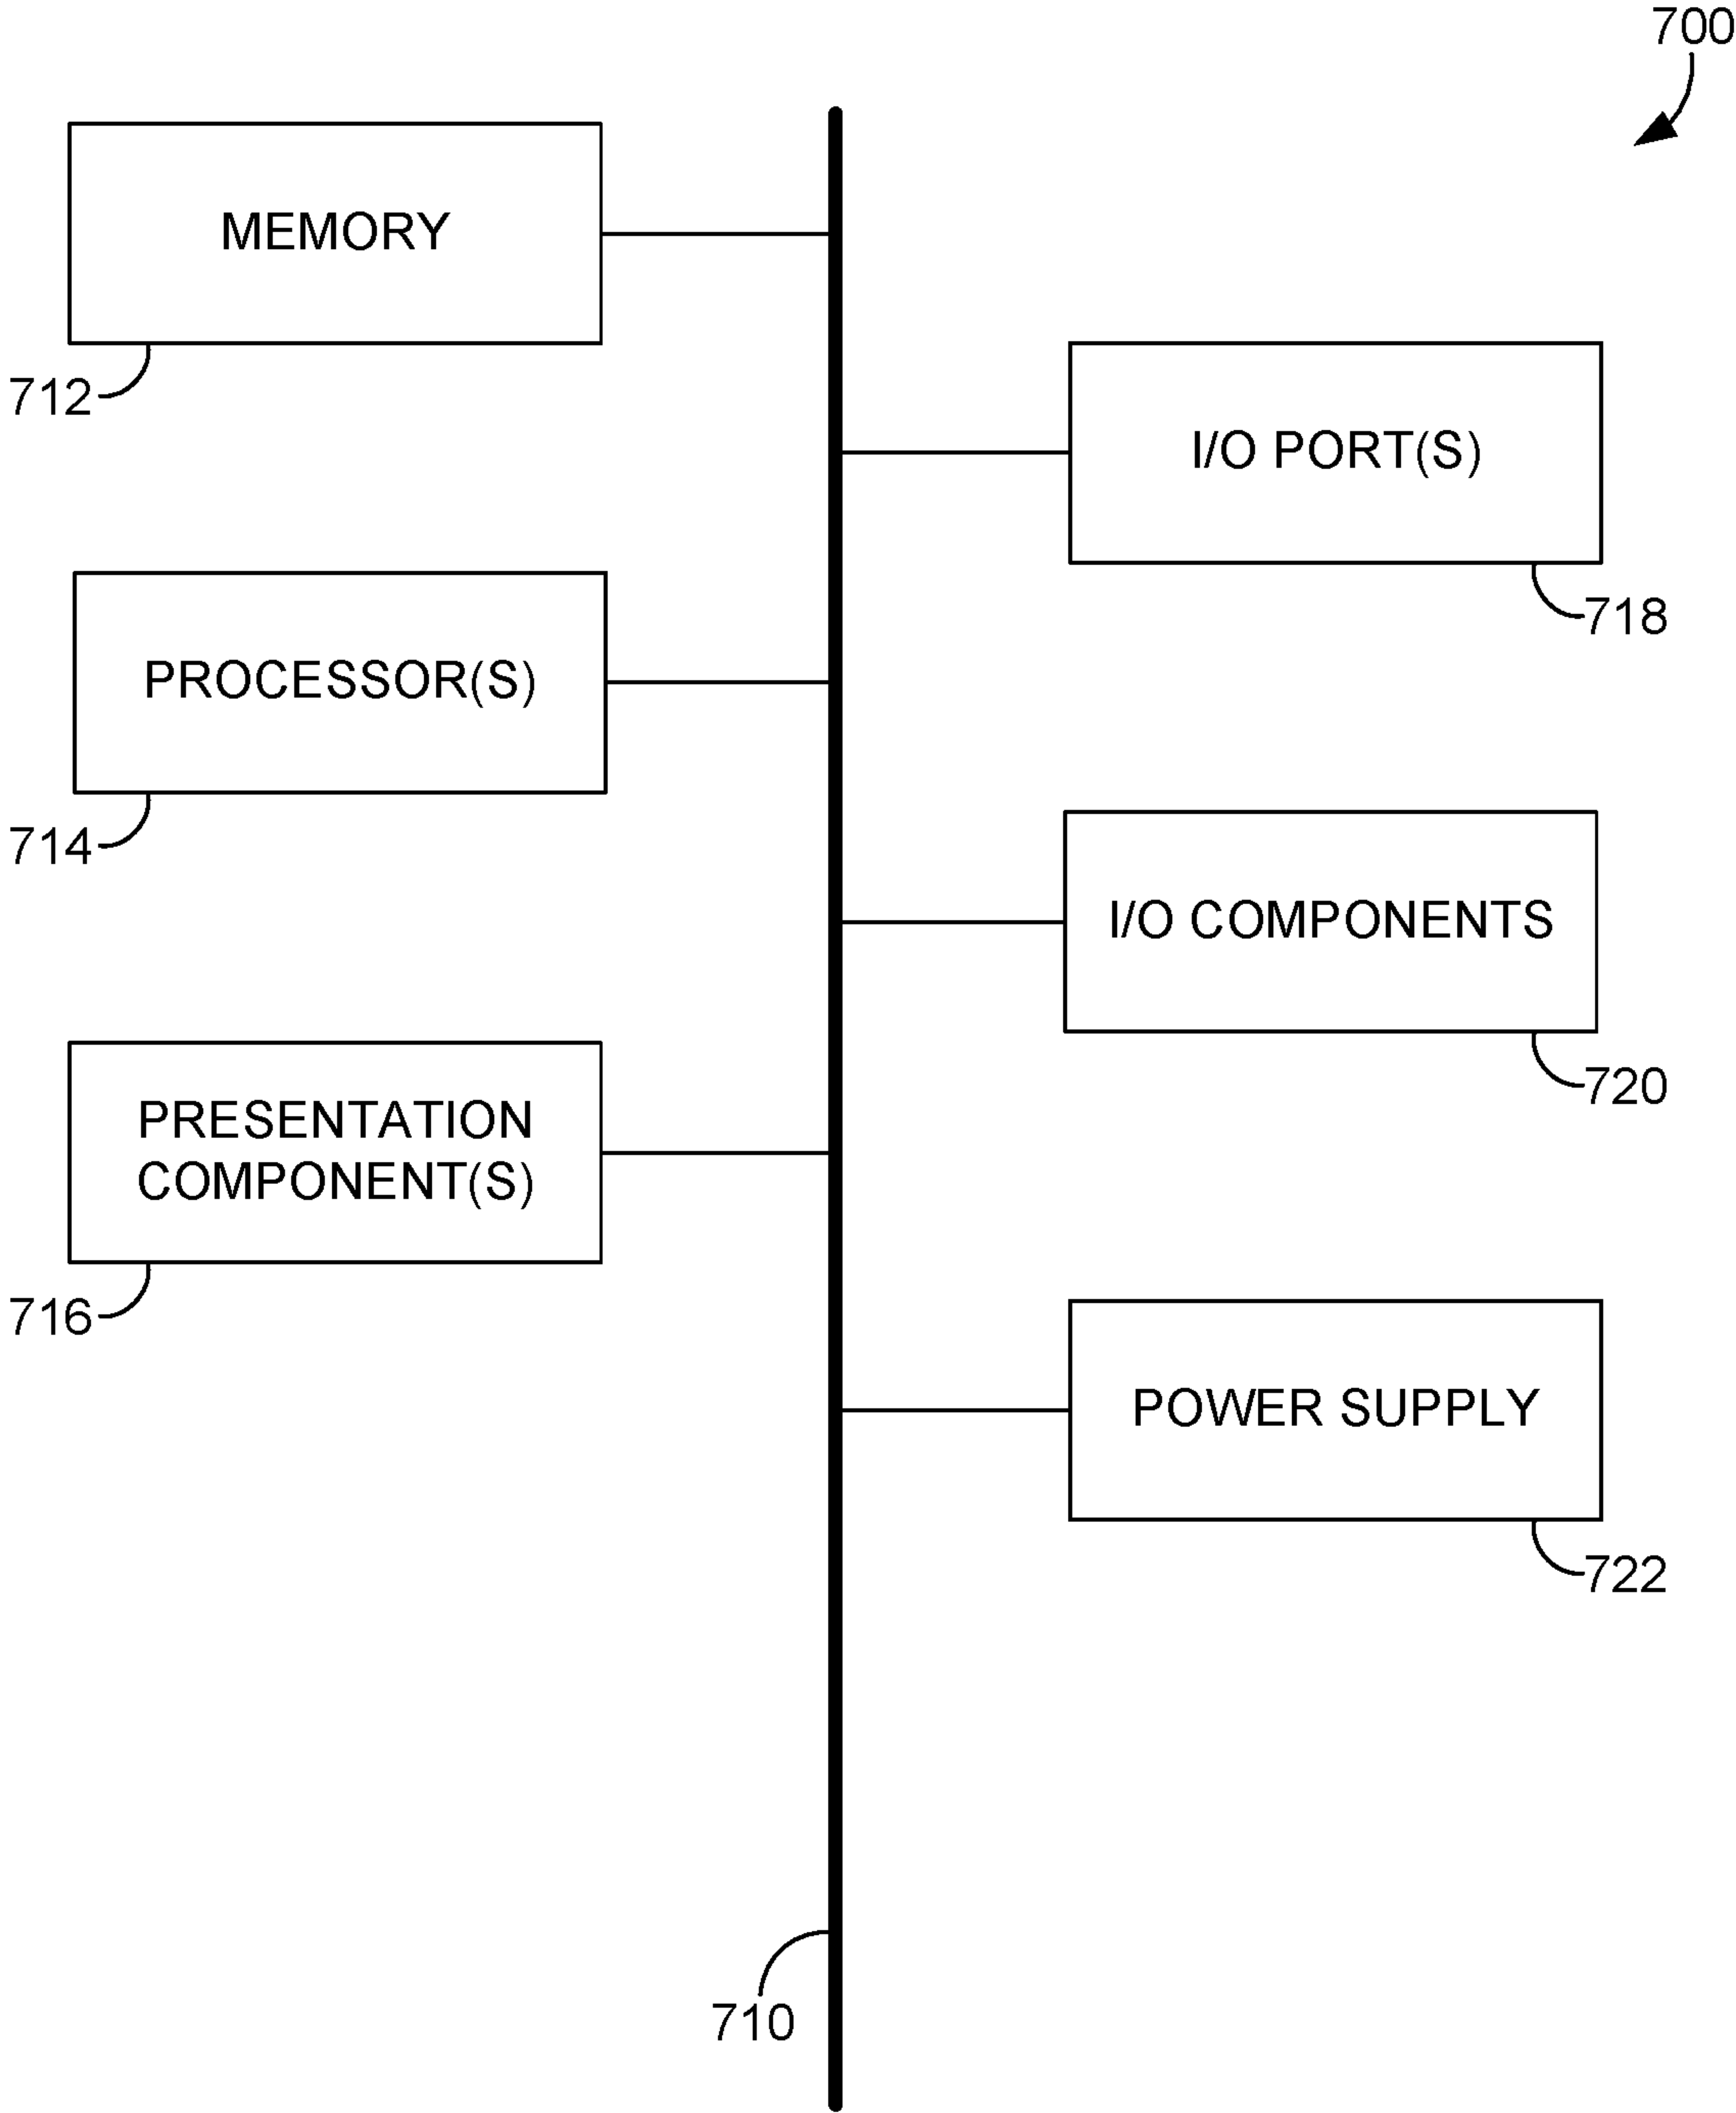 700
MEMORY
712
I/O PORT(S)
718
PROCESSOR(S)
714
I/O COMPONENTS
720
PRESENTATION
COMPONENT(S)
716
POWER SUPPLY
722
710